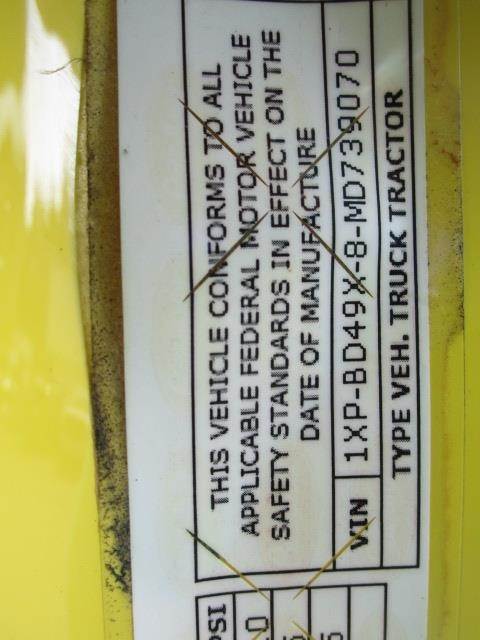 THIS VEHICLE CONFORMS TO ALL
APPLICABLE FEDERAL MOTOR VEHICLE
SAFETY STANDARDS IN EFFECT ON THE
DATE OF MANUFACTURE
VIN 1XP-BD49X-8-MD739070
TYPE VEH. TRUCK TRACTOR
PSI